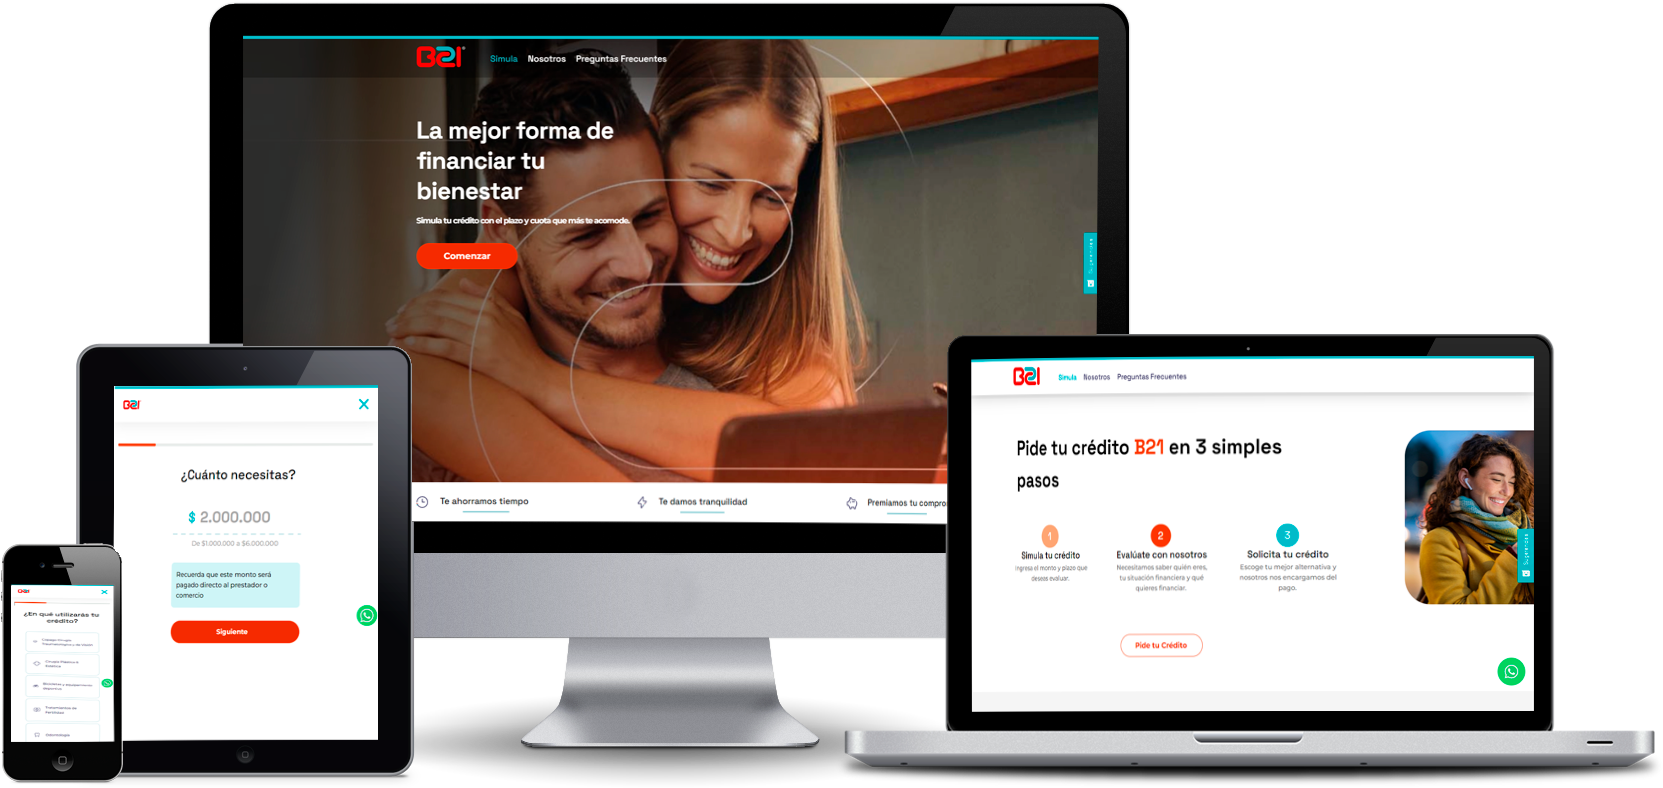 B21
Simula Nosotros Preguntas Frecuentes
La mejor forma de
financiar tu
bienestar
Simula tu crédito con el plazo y cuota que más te acomode.
Comenzar
Te ahorramos tiempo
Te damos tranquilidad
Premiamos tu compro
B21
¿Cuánto necesitas?
$ 2.000.000
De $1.000.000 a $6.000.000
Recuerda que este monto será
pagado directo al prestador o
comercio
Siguiente
B21
¿En qué utilizarás tu
crédito?
Tratamientos de
Fertilidad
Odontología
B21
Simula Nosotros Preguntas Frecuentes
Pide tu crédito B21 en 3 simples
pasos
1
Simula tu crédito
Ingresa el monto y plazo que
deseas evaluar.
2
Evalúate con nosotros
Necesitamos saber quién eres,
tu situación financiera y qué
quieres financiar.
3
Solicita tu crédito
Escoge tu mejor alternativa y
nosotros nos encargamos del
pago.
Pide tu Crédito
Sugerencias